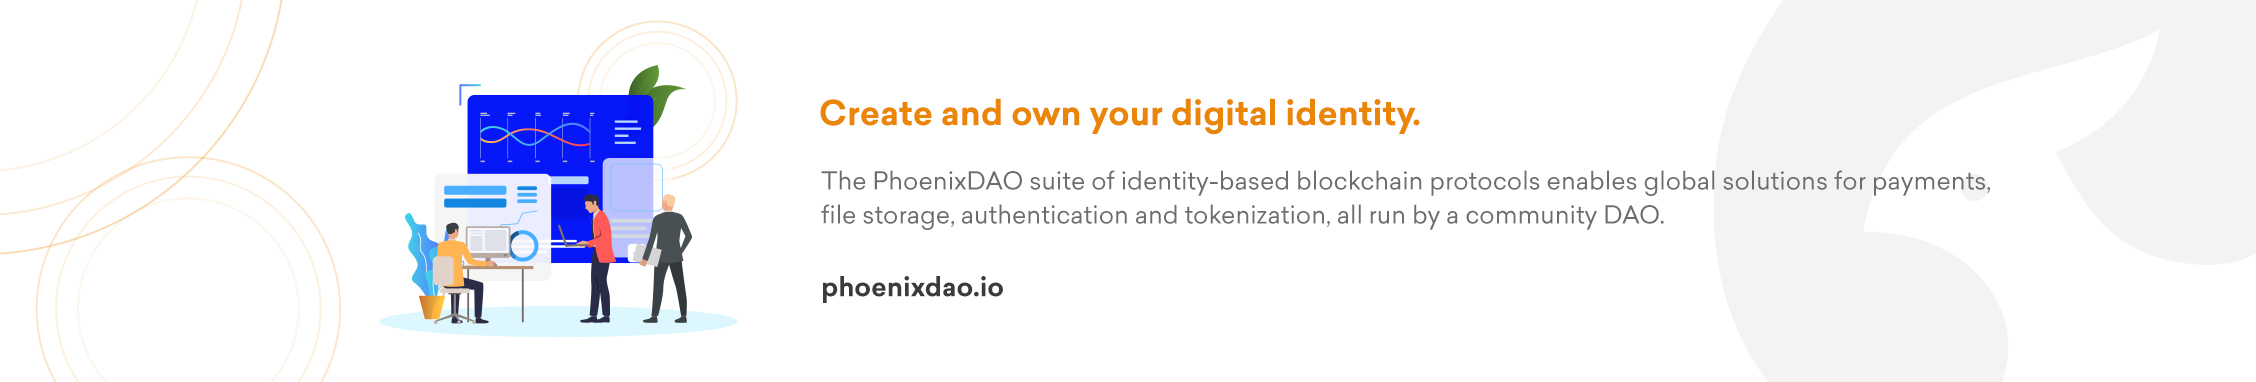 Create and own your digital identity.
The PhoenixDAO suite of identity-based blockchain protocols enables global solutions for payments,
file storage, authentication and tokenization, all run by a community DAO.
phoenixdao.io